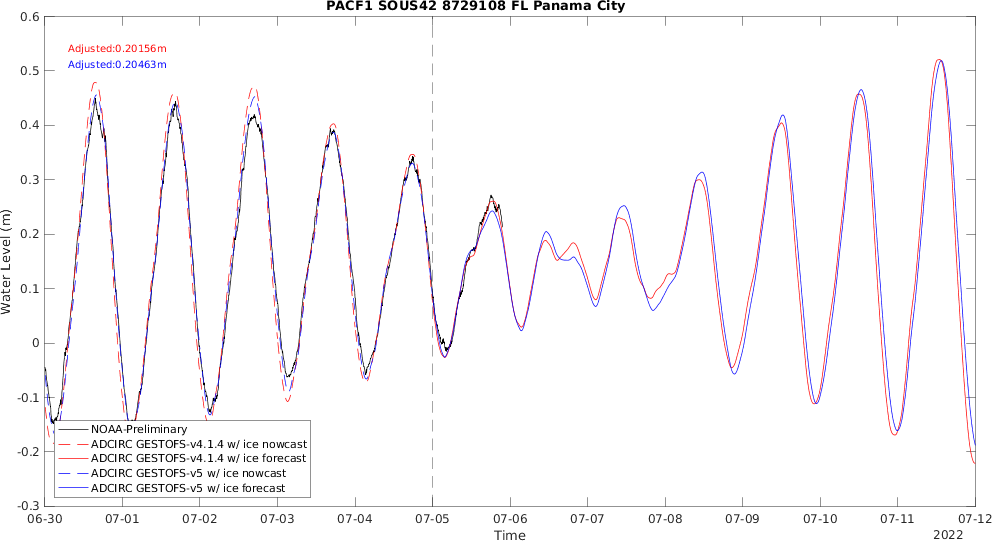 PACF1 SOUS42 8729108 FL Panama City
Adjusted:0.20156m
Adjusted:0.20463m
0.6
0.5
0.4
0.3
0.2
0.1
0
-0.1
-0.2
-0.3
Water Level (m)
NOAA-Preliminary
ADCIRC GESTOFS-v4.1.4 w/ ice nowcast
ADCIRC GESTOFS-v4.1.4 w/ ice forecast
ADCIRC GESTOFS-v5 w/ ice nowcast
ADCIRC GESTOFS-v5 w/ ice forecast
06-30 07-01 07-02 07-03 07-04 07-05 07-06 07-07 07-08 07-09 07-10 07-11 07-12
Time
2022